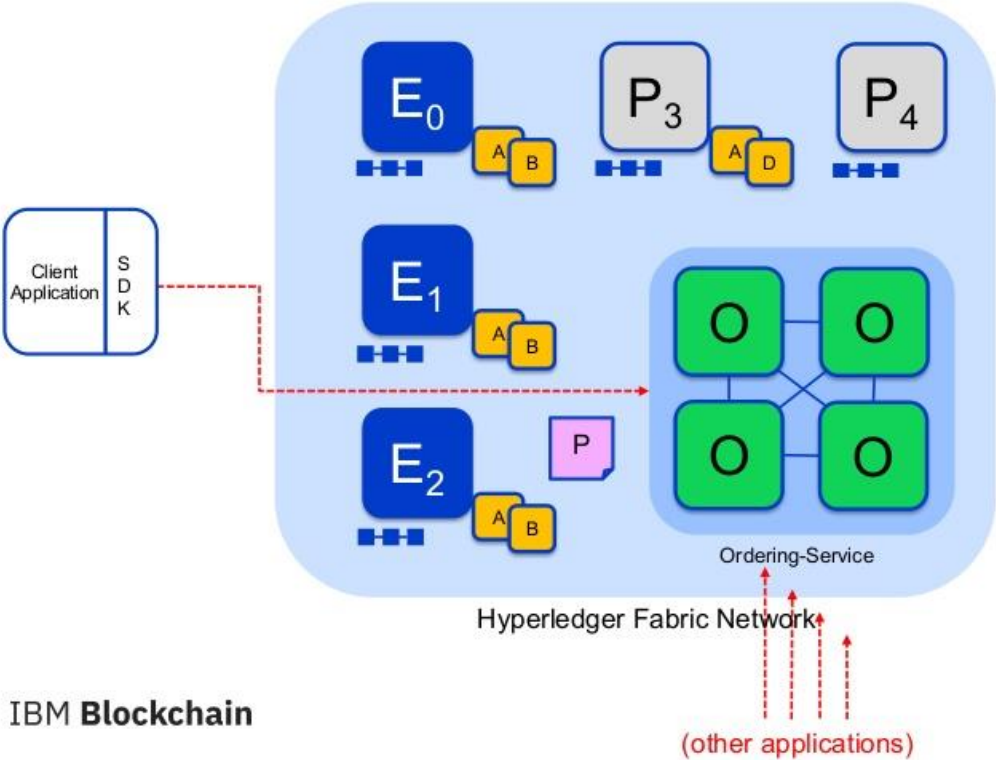 E0
P3
P4
A
B
A
D
Client
Application
S
D
K
E1
A
B
O
O
E2
P
O
O
A
B
Ordering-Service
Hyperledger Fabric Network
IBM Blockchain
(other applications)